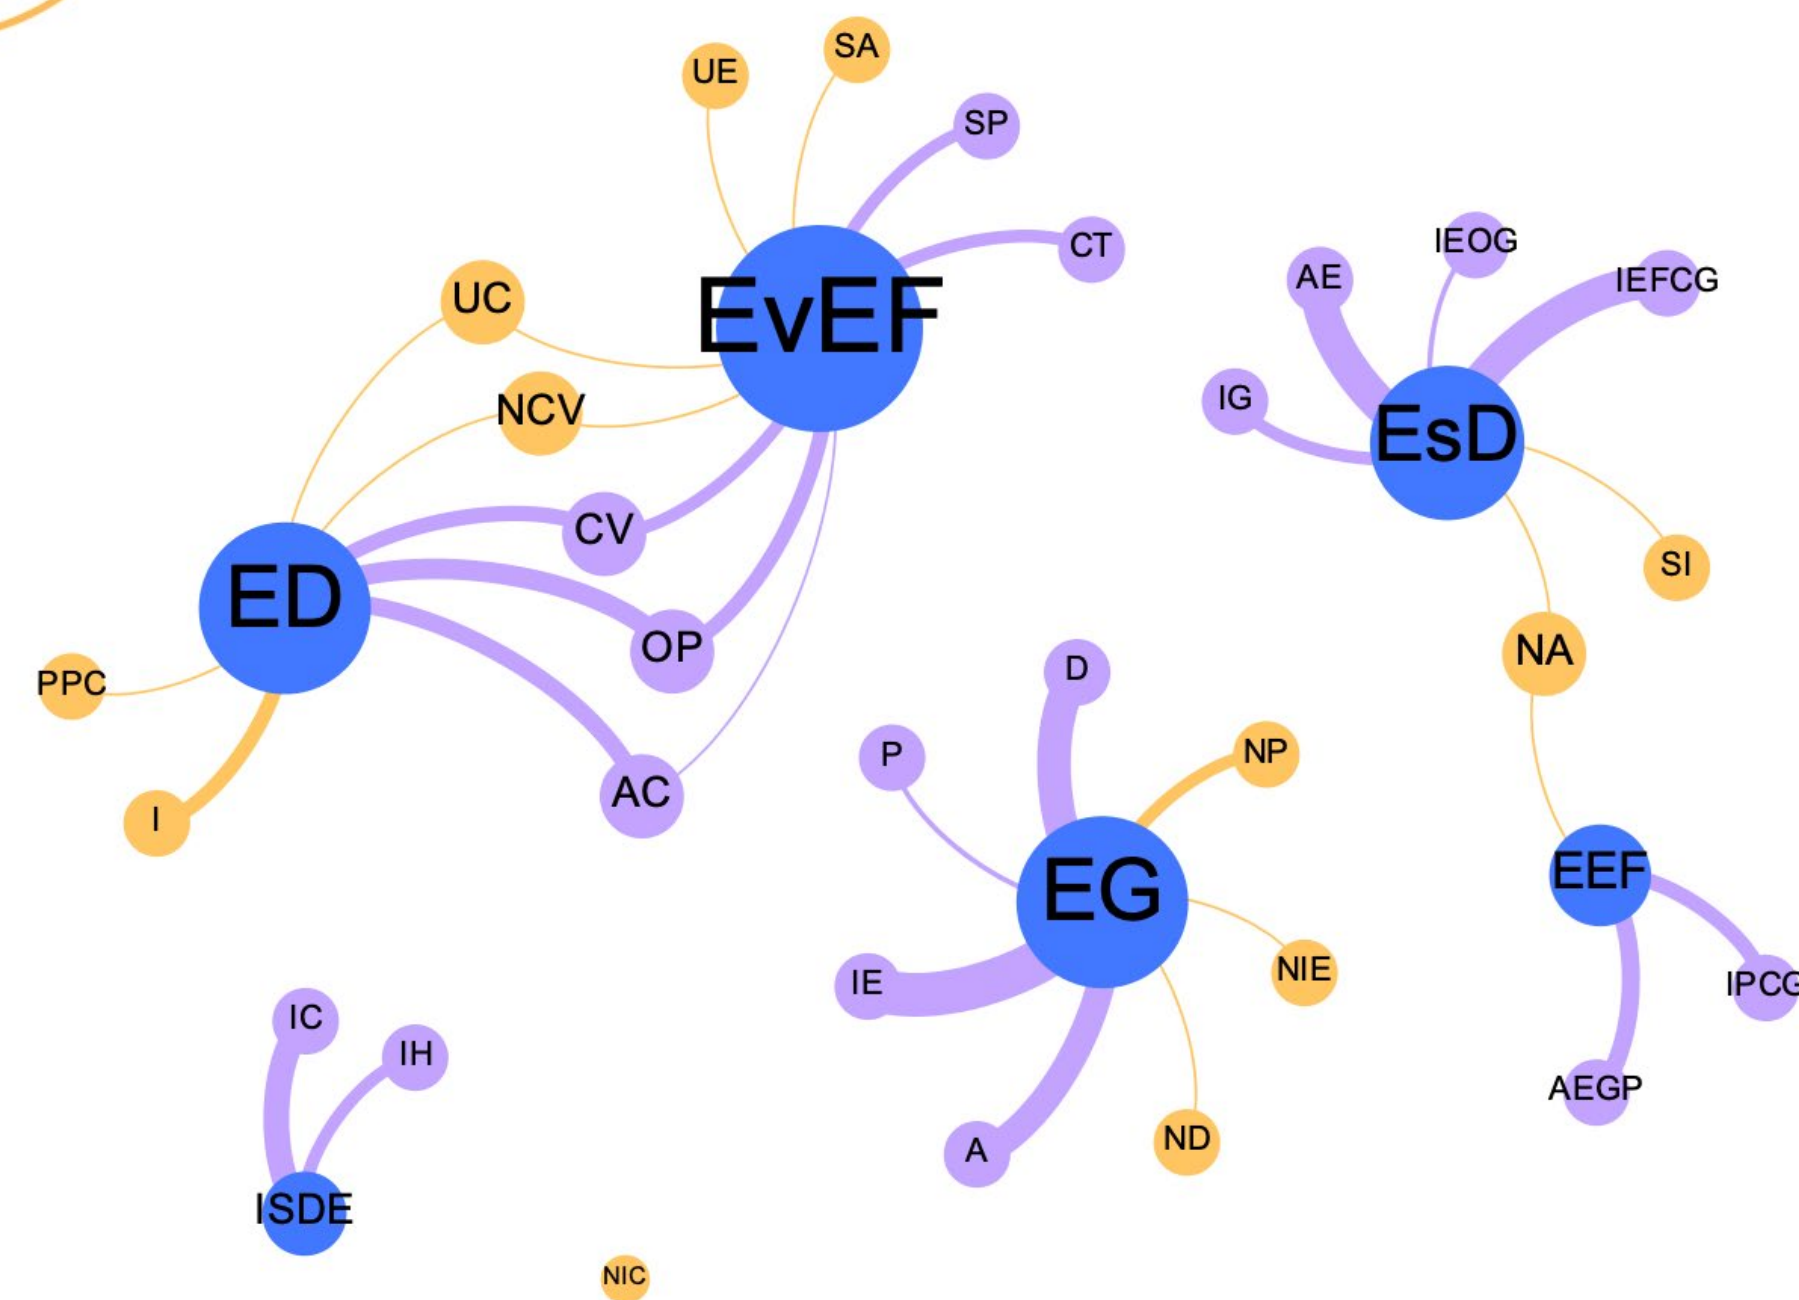 SA
UE
SP
CT
IEOG
AE
IEFCG
UC
EvEF
IG
NCV
EsD
CV
SI
ED
OP
NA
D
PPC
NP
P
AC
I
EEF
EG
NIE
IE
IPCG
IC
IH
AEGP
ND
A
ISDE
NIC